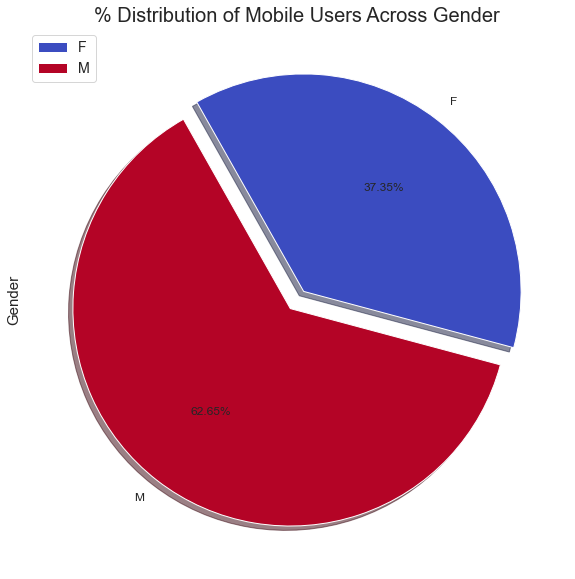 % Distribution of Mobile Users Across Gender
F
M
F
37.35%
Gender
62.65%
M